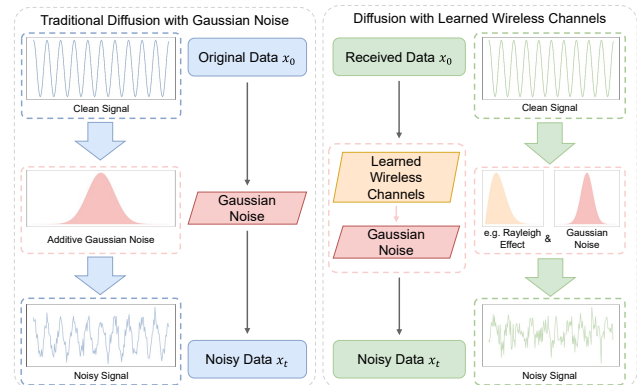 Traditional Diffusion with Gaussian Noise
Clean Signal
Original Data x₀
Additive Gaussian Noise
Gaussian
Noise
Noisy Signal
Noisy Data xₜ
Diffusion with Learned Wireless Channels
Received Data x₀
Clean Signal
Learned
Wireless
Channels
Gaussian
Noise
e.g. Rayleigh
Effect
&
Gaussian
Noise
Noisy Data xₜ
Noisy Signal